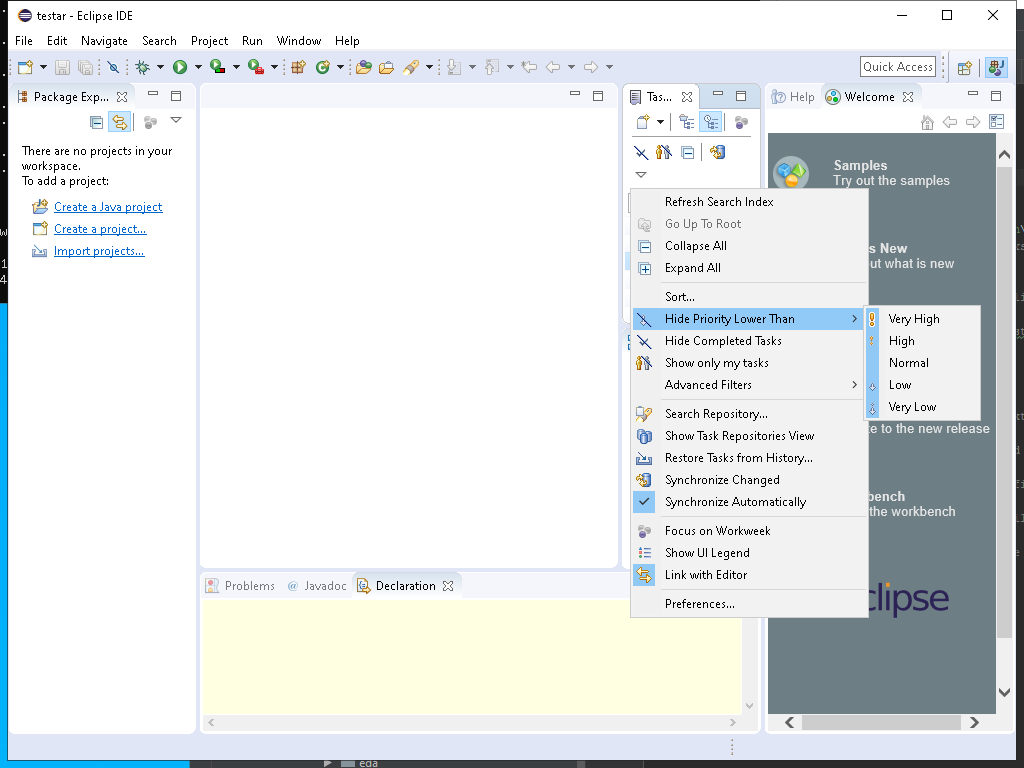 testar - Eclipse IDE
File Edit Navigate Search Project Run Window Help
Quick Access
Package Exp...
There are no projects in your
workspace.
To add a project:
Create a Java project
Create a project...
Import projects...
Tas...
Help
Welcome
Samples
Try out the samples
s New
ut what is new
te to the new release
bench
the workbench
clipse
Refresh Search Index
Go Up To Root
Collapse All
Expand All
Sort...
Hide Priority Lower Than
Hide Completed Tasks
Show only my tasks
Advanced Filters
Search Repository...
Show Task Repositories View
Restore Tasks from History...
Synchronize Changed
Synchronize Automatically
Focus on Workweek
Show UI Legend
Link with Editor
Preferences...
Very High
High
Normal
Low
Very Low
Problems
@ Javadoc
Declaration
eda